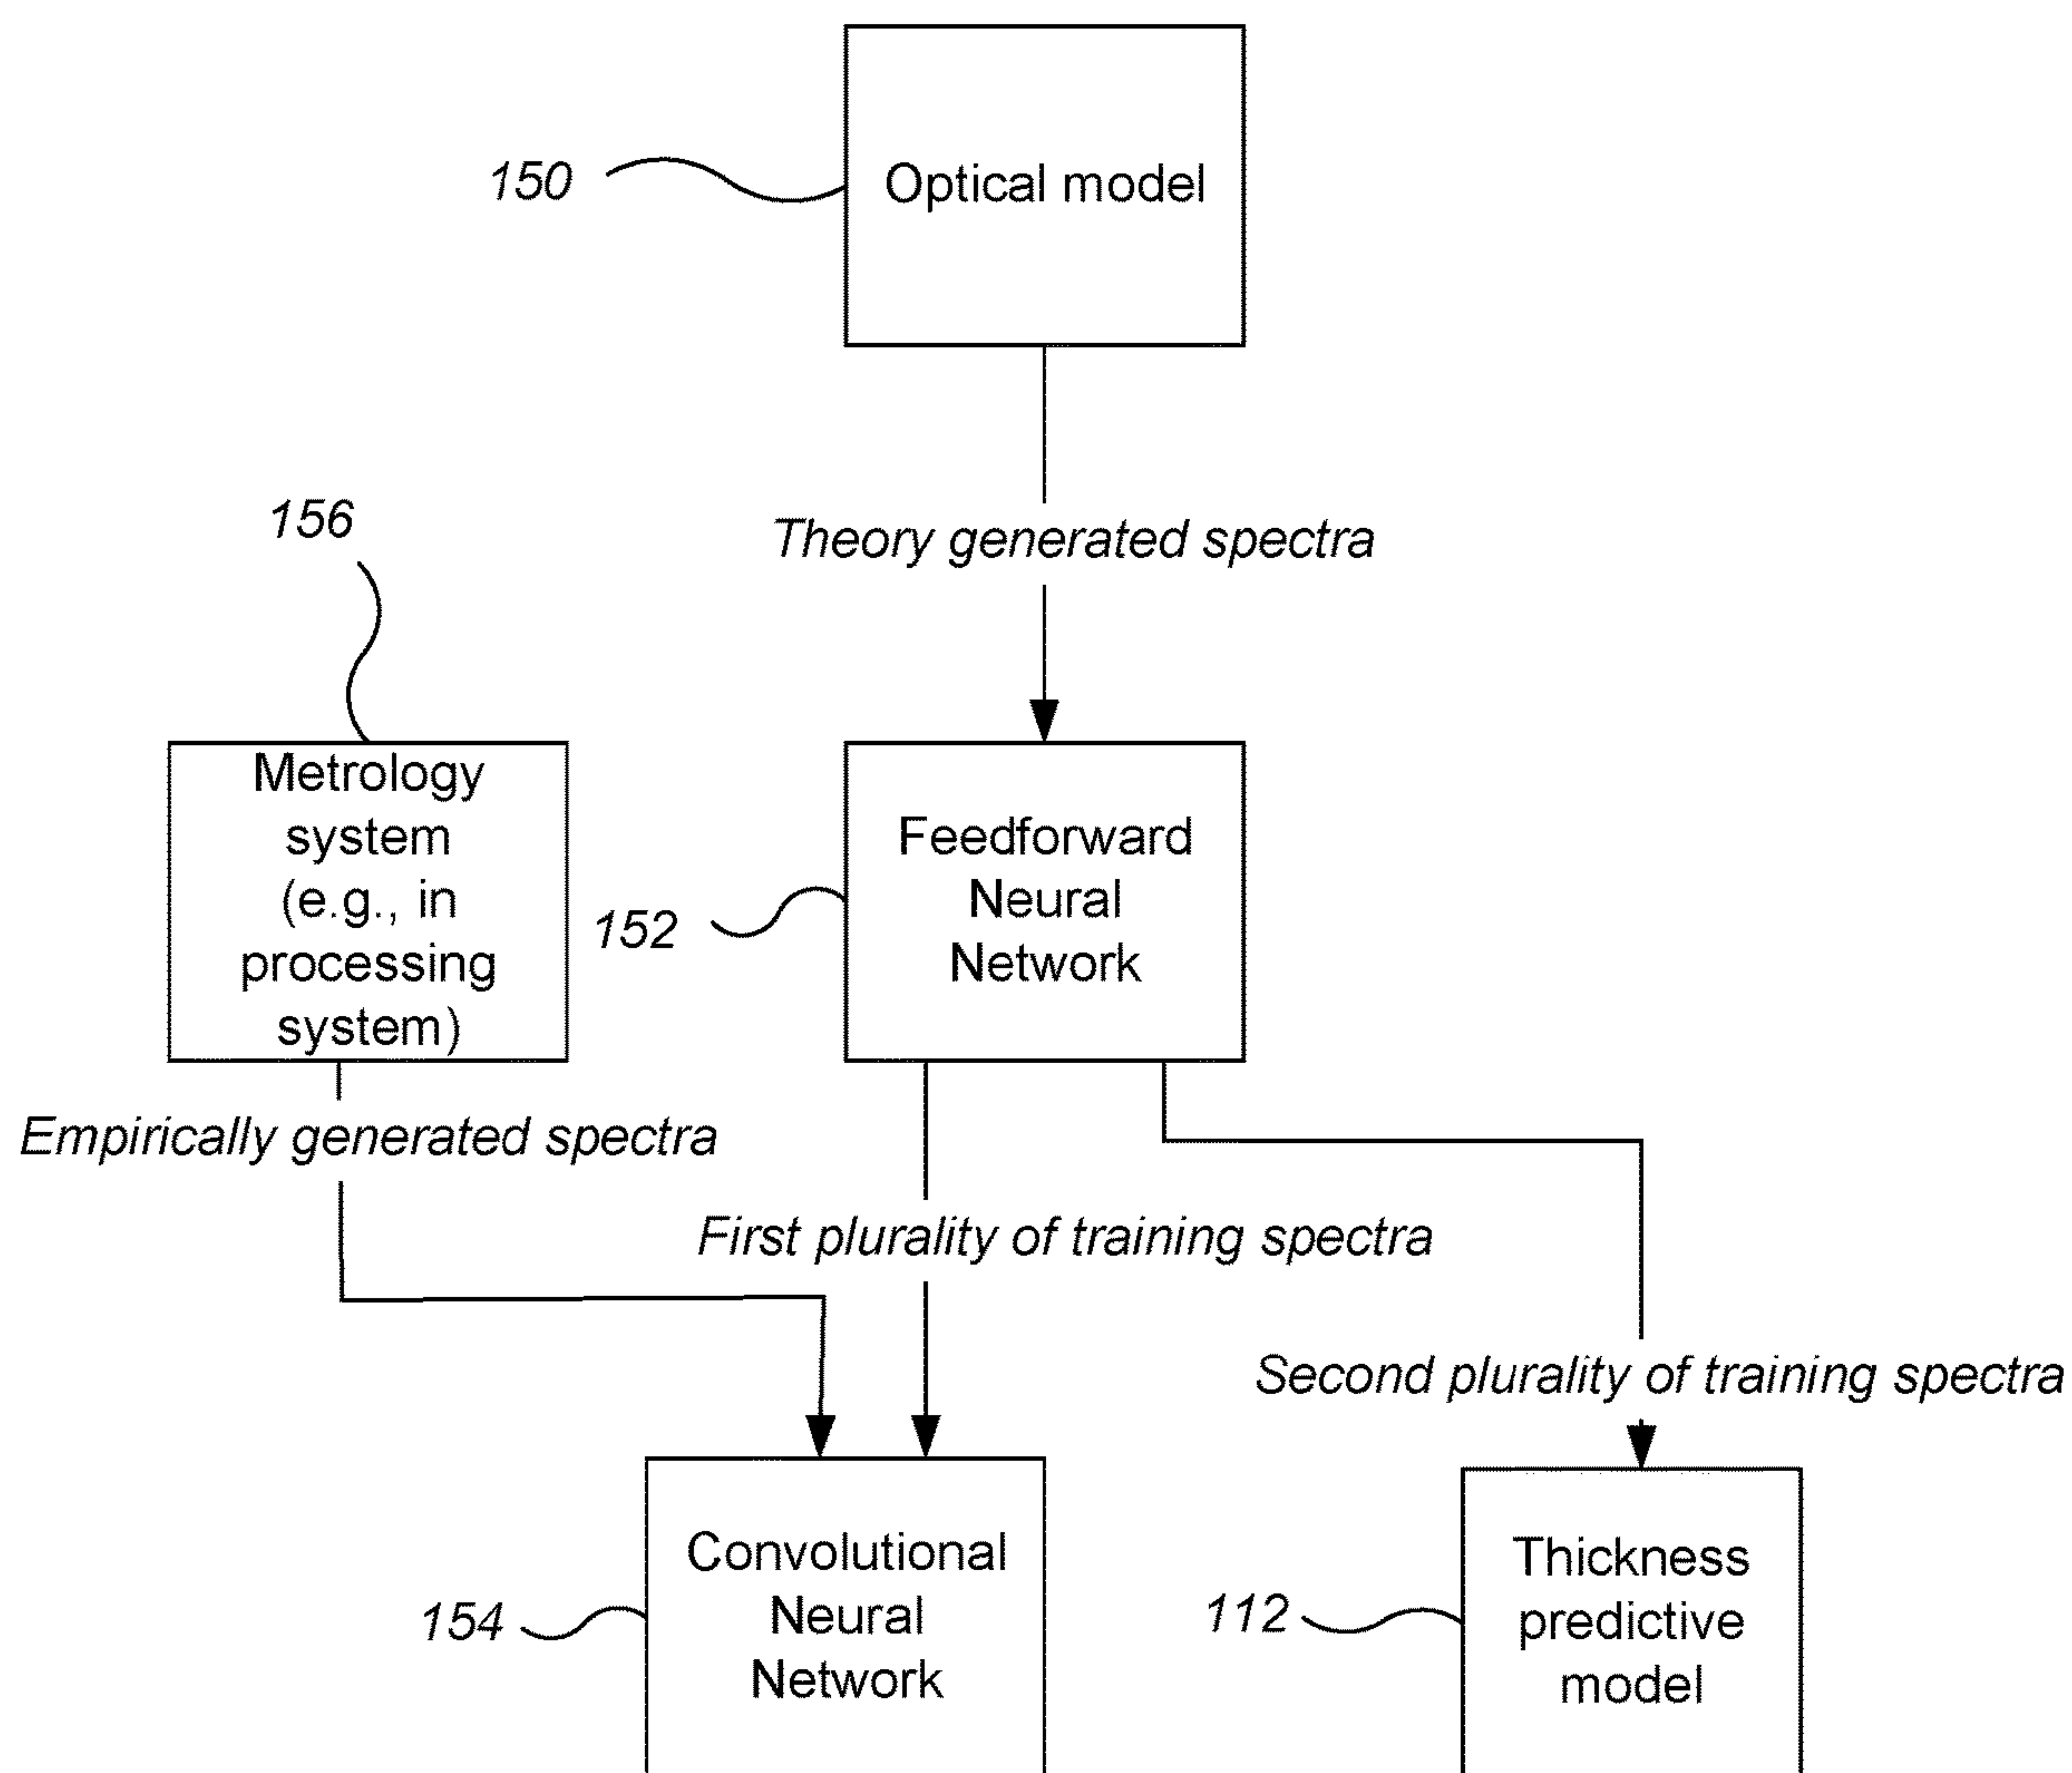 150
Optical model
Theory generated spectra
156
Metrology
system
(e.g., in
processing
system)
152
Feedforward
Neural
Network
Empirically generated spectra
First plurality of training spectra
Second plurality of training spectra
154
Convolutional
Neural
Network
112
Thickness
predictive
model